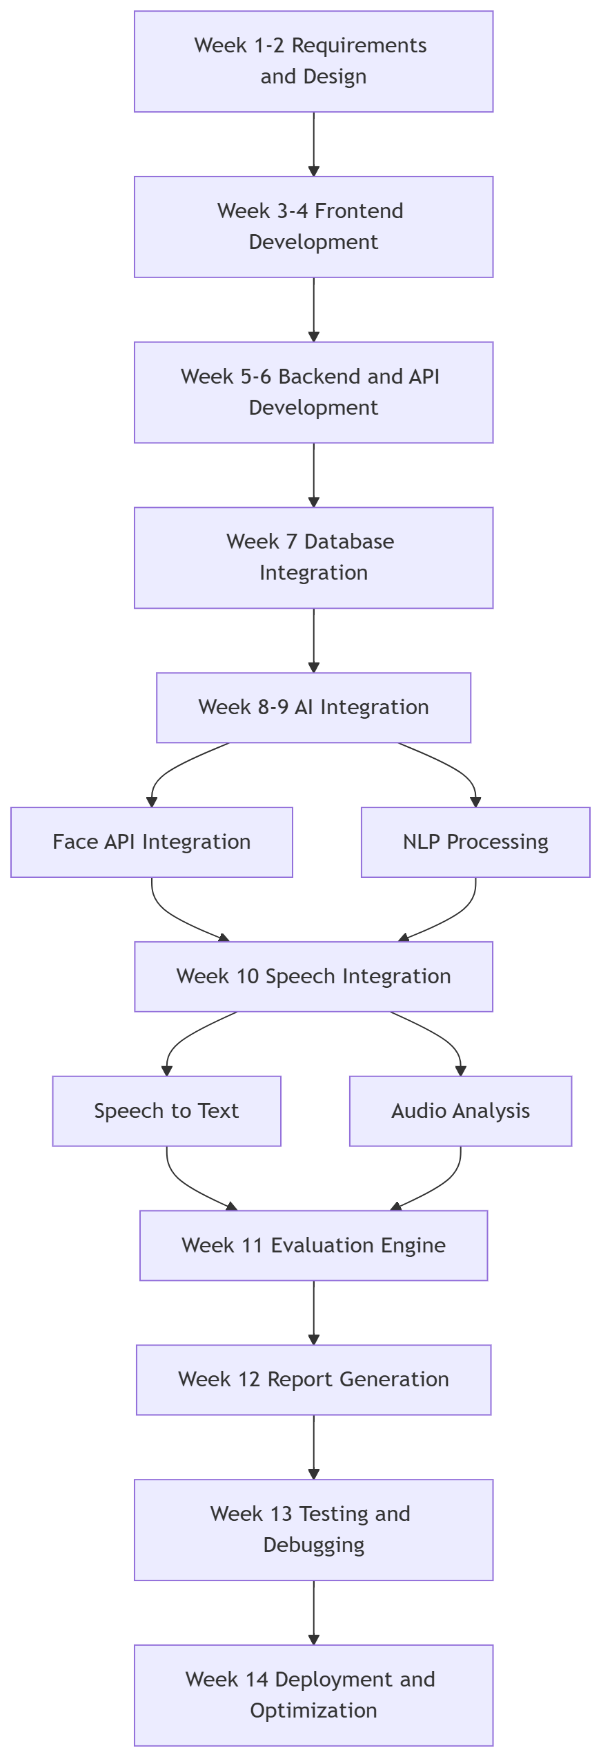 Week 1-2 Requirements
and Design
Week 3-4 Frontend
Development
Week 5-6 Backend and API
Development
Week 7 Database
Integration
Week 8-9 AI Integration
Face API Integration
NLP Processing
Week 10 Speech Integration
Speech to Text
Audio Analysis
Week 11 Evaluation Engine
Week 12 Report Generation
Week 13 Testing and
Debugging
Week 14 Deployment and
Optimization